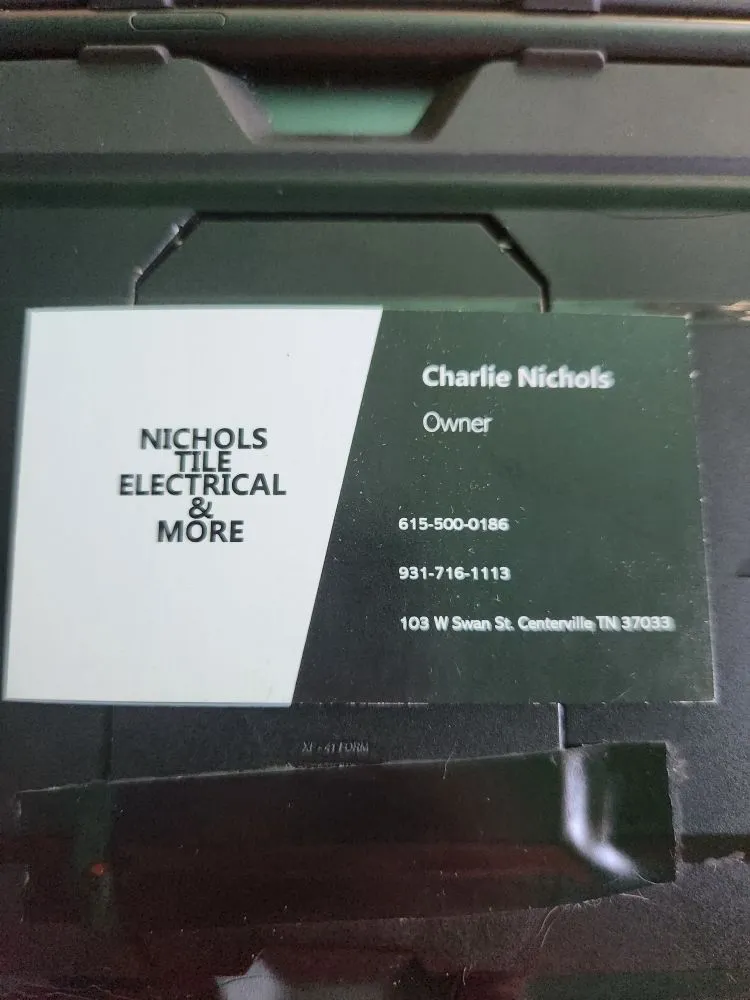 NICHOLS
TILE
ELECTRICAL
&
MORE
Charlie Nichols
Owner
615-500-0186
931-716-1113
103 W Swan St. Centerville TN 37033